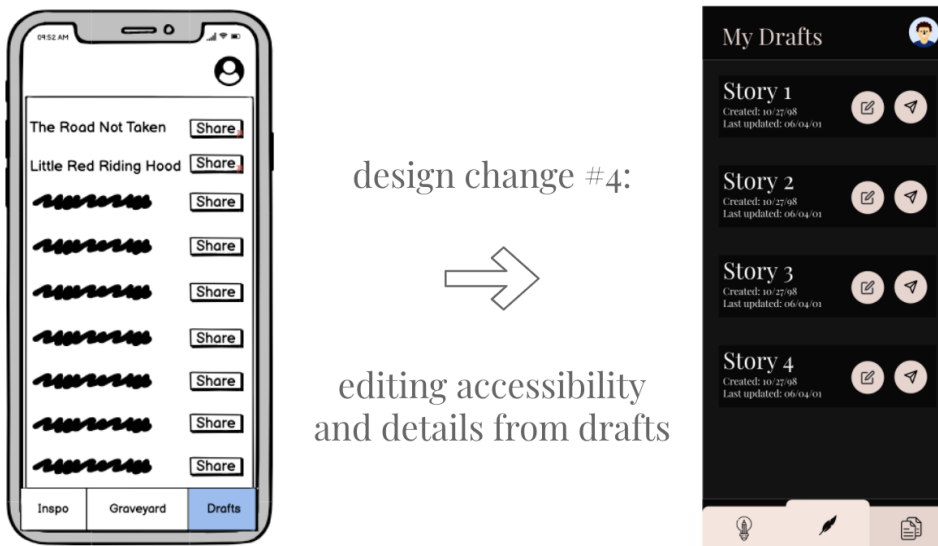 09:52 AM
The Road Not Taken Share
Little Red Riding Hood Share
Share
Share
Share
Share
Share
Share
Share
Inspo Graveyard Drafts
design change #4:
editing accessibility
and details from drafts
My Drafts
Story 1
Created: 10/27/98
Last updated: 06/04/01
Story 2
Created: 10/27/98
Last updated: 06/04/01
Story 3
Created: 10/27/98
Last updated: 06/04/01
Story 4
Created: 10/27/98
Last updated: 06/04/01